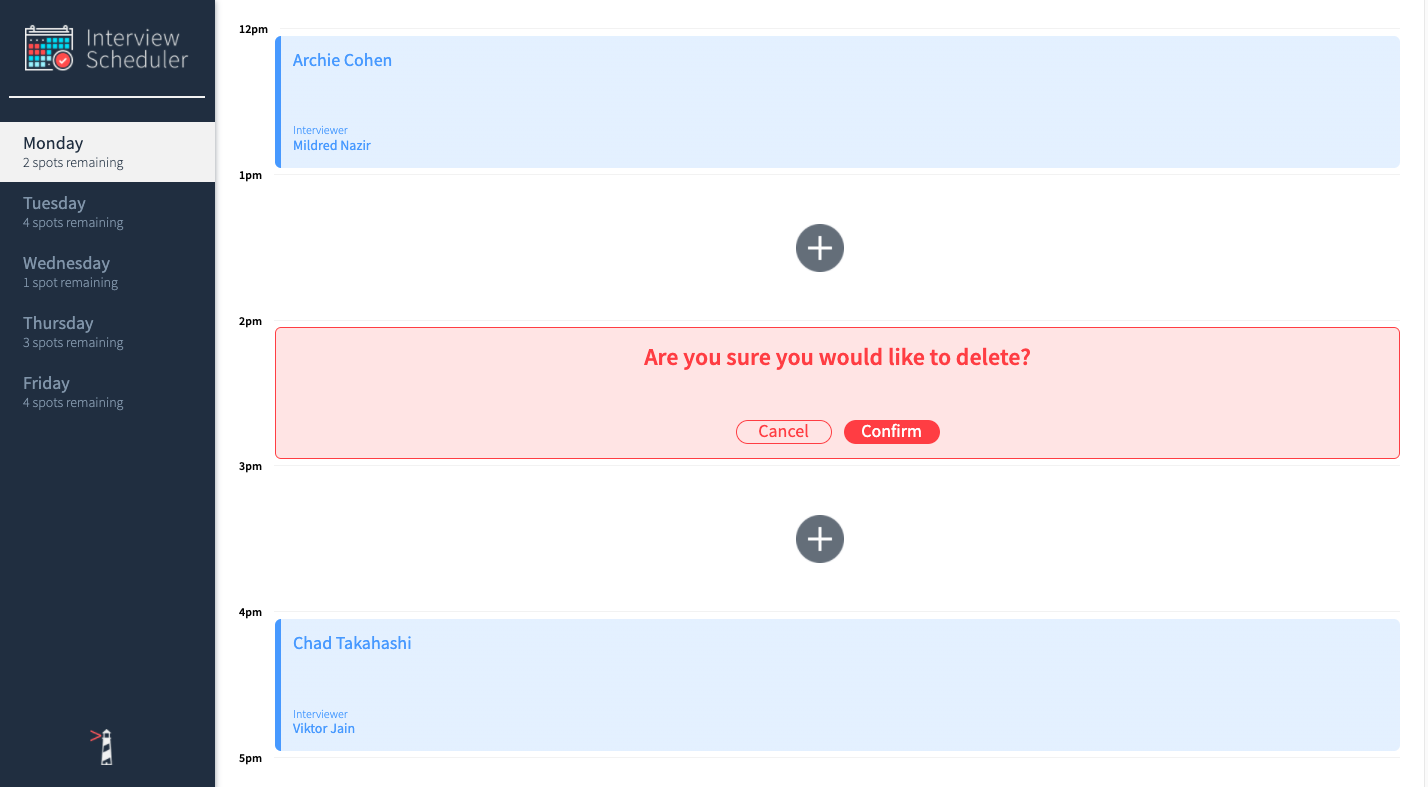 Interview
Scheduler
Monday
2 spots remaining
Tuesday
4 spots remaining
Wednesday
1 spot remaining
Thursday
3 spots remaining
Friday
4 spots remaining
12pm
Archie Cohen
Interviewer
Mildred Nazir
1pm
2pm
Are you sure you would like to delete?
Cancel Confirm
3pm
4pm
Chad Takahashi
Interviewer
Viktor Jain
5pm